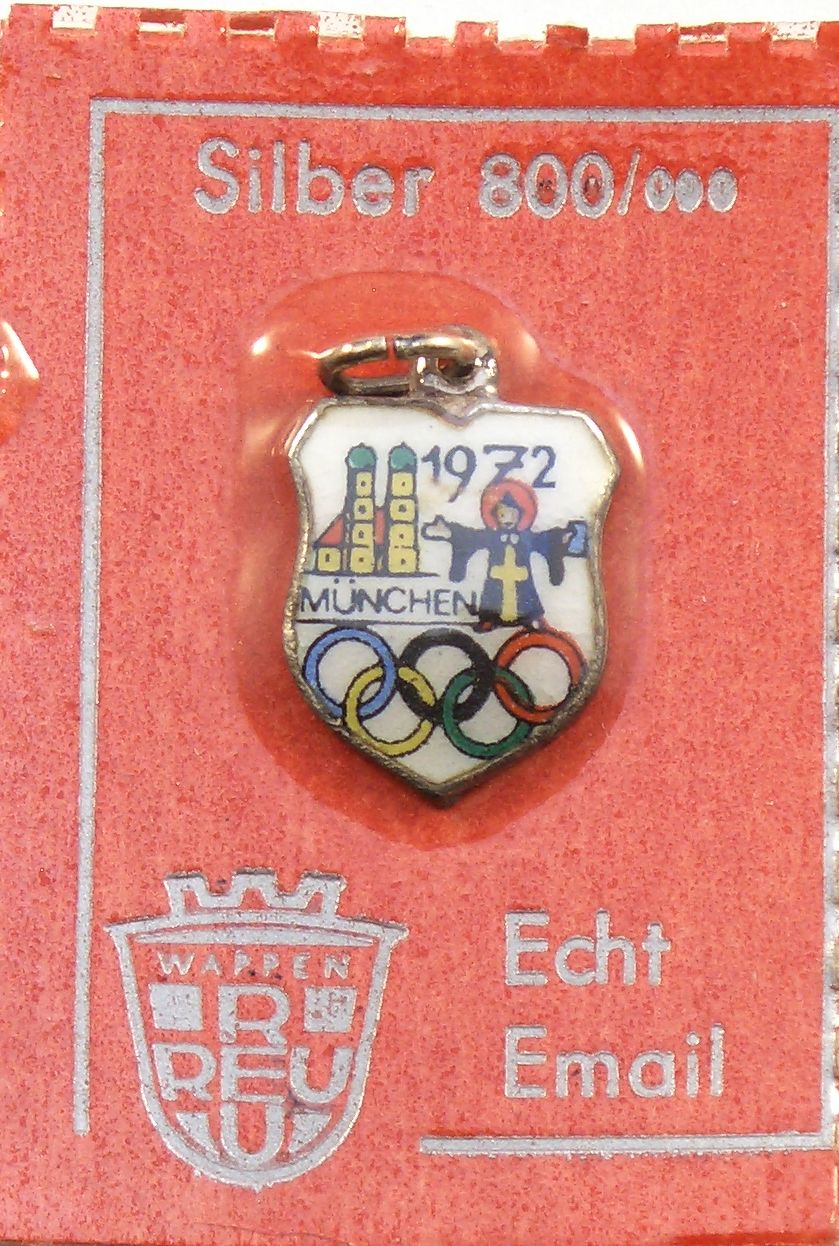 Silber 800/000
1972
MÜNCHEN
WAPPEN
R
REU
U
Echt
Email